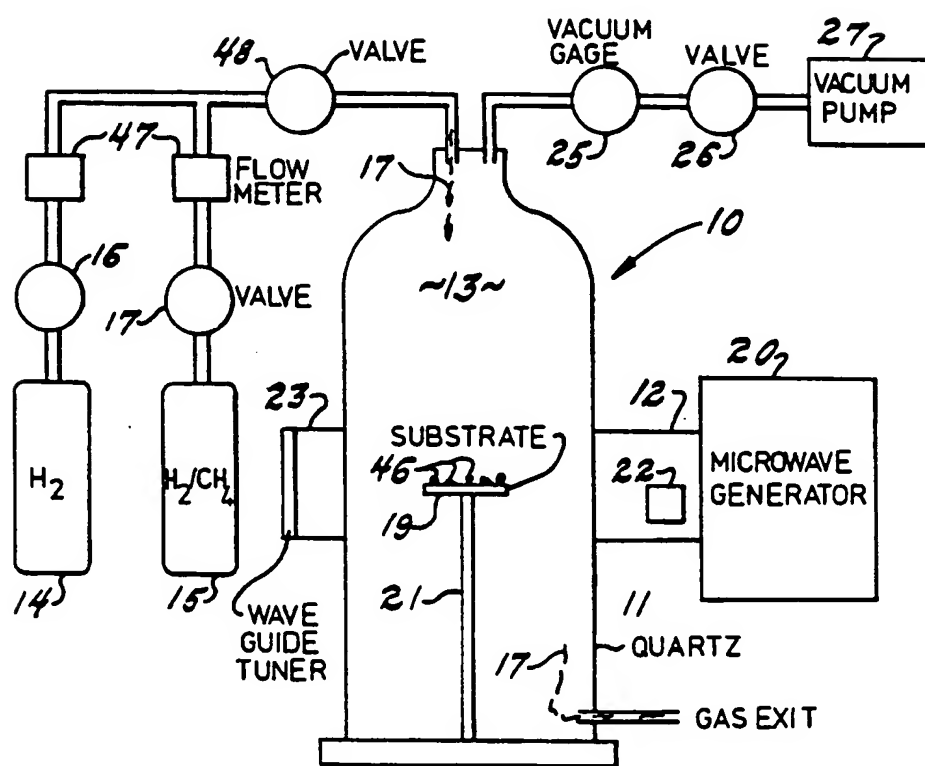 48
VALVE
VACUUM
GAGE
VALVE
27
VACUUM
PUMP
47
FLOW
METER
17
25
26
10
16
17
VALVE
~13~
20
23
12
SUBSTRATE
46
H2
H2/CH4
22
MICROWAVE
GENERATOR
19
14
15
21
11
WAVE
GUIDE
TUNER
17
QUARTZ
GAS EXIT